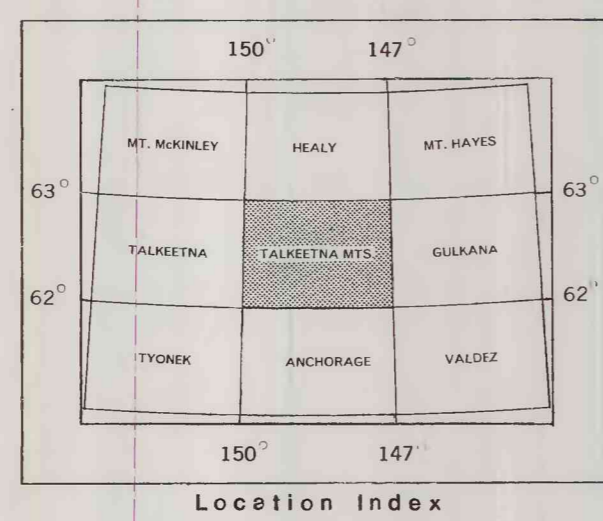 150° 147°
MT. McKINLEY HEALY MT. HAYES
63° 63°
TALKEETNA TALKEETNA MTS. GULKANA
62° 62°
TYONEK ANCHORAGE VALDEZ
150° 147°
Location Index